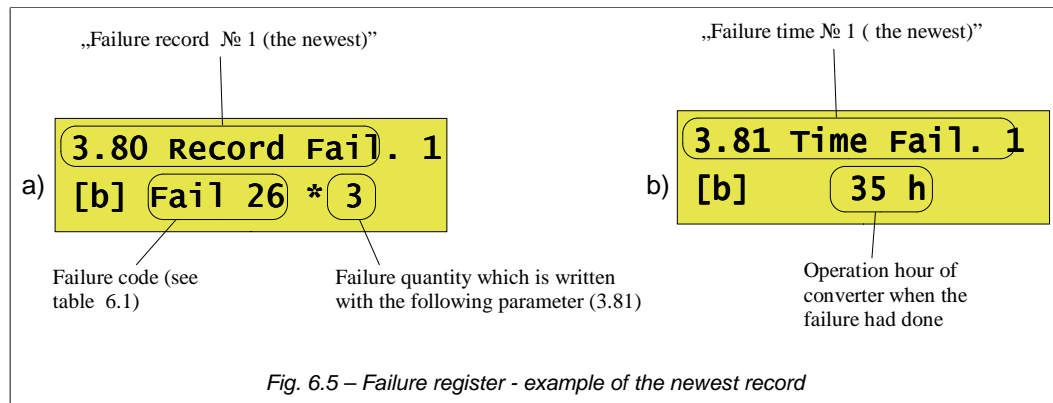 „Failure record № 1 (the newest)”
3.80 Record Fail. 1
a) [b] Fail 26 * 3
Failure code (see
table 6.1)
Failure quantity which is written
with the following parameter (3.81)
„Failure time № 1 ( the newest)”
3.81 Time Fail. 1
b) [b] 35 h
Operation hour of
converter when the
failure had done
Fig. 6.5 – Failure register - example of the newest record